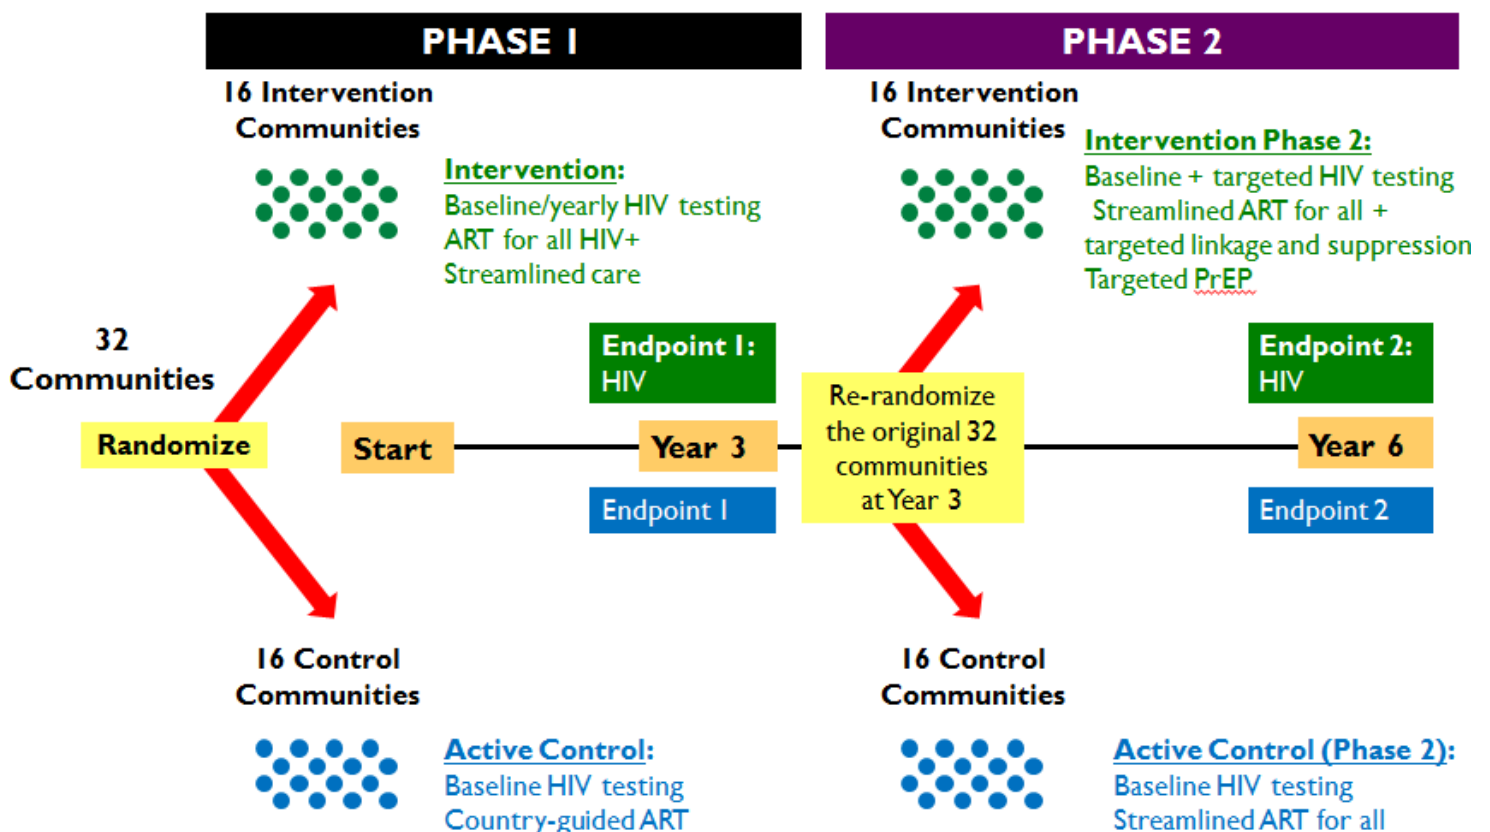 PHASE 1
PHASE 2
16 Intervention
Communities
Intervention:
Baseline/yearly HIV testing
ART for all HIV+
Streamlined care
16 Intervention
Communities
Intervention Phase 2:
Baseline + targeted HIV testing
Streamlined ART for all +
targeted linkage and suppression
Targeted PrEP
32
Communities
Randomize
Start
Endpoint 1:
HIV
Year 3
Endpoint 1
Re-randomize
the original 32
communities
at Year 3
Endpoint 2:
HIV
Year 6
Endpoint 2
16 Control
Communities
Active Control:
Baseline HIV testing
Country-guided ART
16 Control
Communities
Active Control (Phase 2):
Baseline HIV testing
Streamlined ART for all